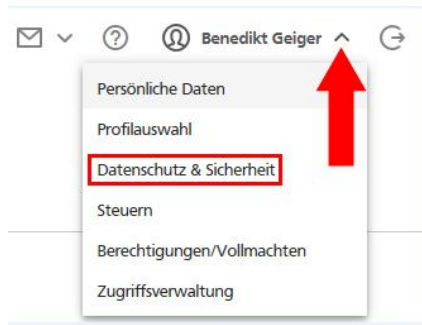 Benedikt Geiger
Persönliche Daten
Profilauswahl
Datenschutz & Sicherheit
Steuern
Berechtigungen/Vollmachten
Zugriffsverwaltung